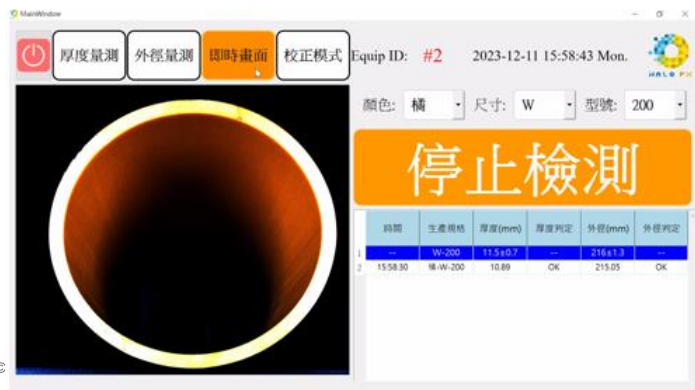 MainWindow
厚度量測 外徑量測 即時畫面 校正模式 Equip ID: #2 2023-12-11 15:58:43 Mon.
HALO FX
顏色: 橘 尺寸: W 型號: 200
停止檢測
時間 生產規格 厚度(mm) 厚度判定 外徑(mm) 外徑判定
1 -- W-200 11.5±0.7 -- 216±1.3 --
2 15:58:30 橘-W-200 10.89 OK 215.05 OK
©